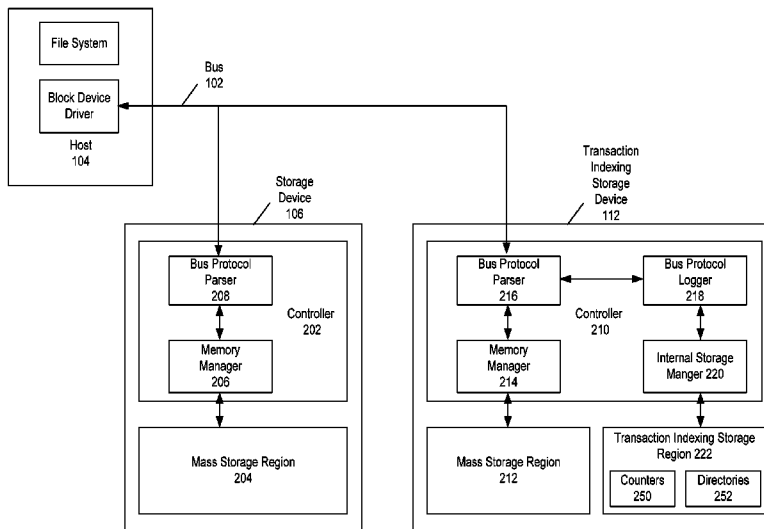 File System
Block Device
Driver
Host
104
Bus
102
Storage
Device
106
Transaction
Indexing
Storage
Device
112
Bus Protocol
Parser
208
Controller
202
Memory
Manager
206
Mass Storage Region
204
Bus Protocol
Parser
216
Bus Protocol
Logger
218
Controller
210
Memory
Manager
214
Internal Storage
Manger 220
Mass Storage Region
212
Transaction Indexing Storage
Region 222
Counters
250
Directories
252